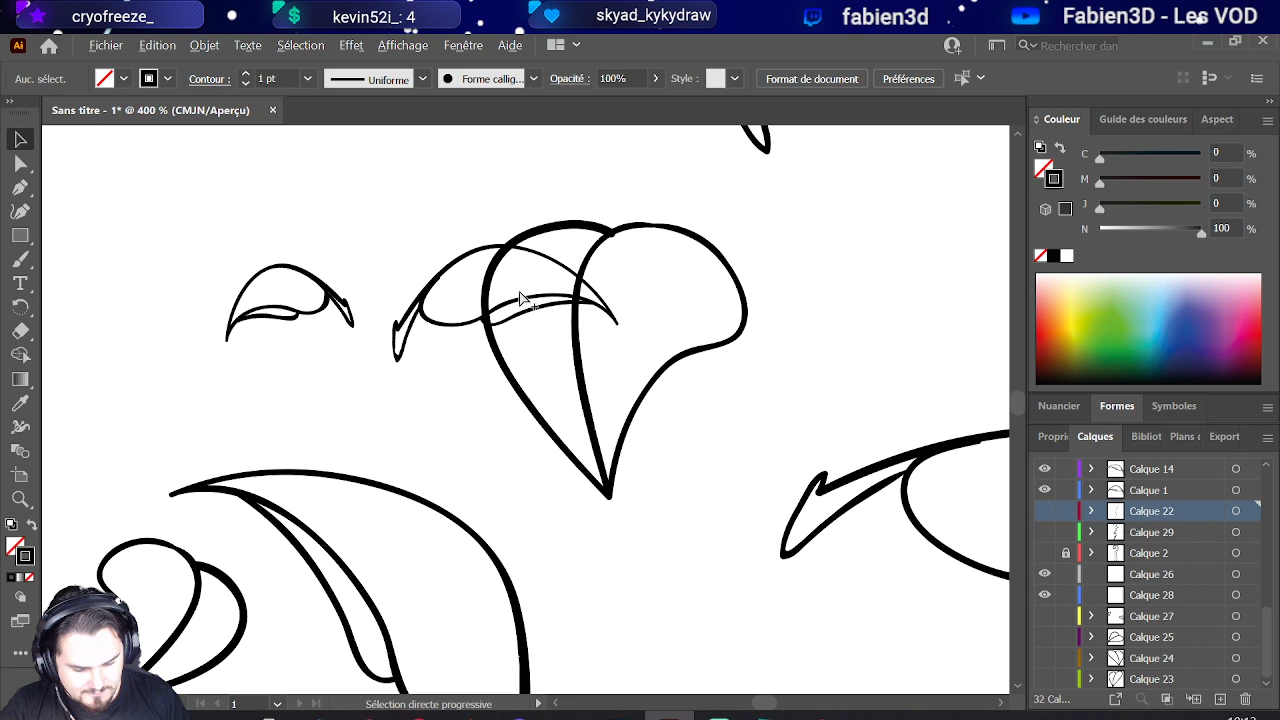 cryofreeze_
kevin52i_: 4
skyad_kykydraw
fabien3d
Fabien3D - Les VOD
Ai
Fichier Edition Objet Texte Sélection Effet Affichage Fenêtre Aide
Rechercher dan
Auc. sélect.
Contour :
1 pt
Uniforme
Forme callig...
Opacité :
100%
Style :
Format de document
Préférences
Sans titre - 1* @ 400 % (CMJN/Aperçu)
Couleur
Guide des couleurs
Aspect
C 0 %
M 0 %
J 0 %
N 100 %
Nuancier
Formes
Symboles
Propri
Calques
Bibliot
Plans d
Export
Calque 14
Calque 1
Calque 22
Calque 29
Calque 2
Calque 26
Calque 28
Calque 27
Calque 25
Calque 24
Calque 23
32 Cal...
1
Sélection directe progressive